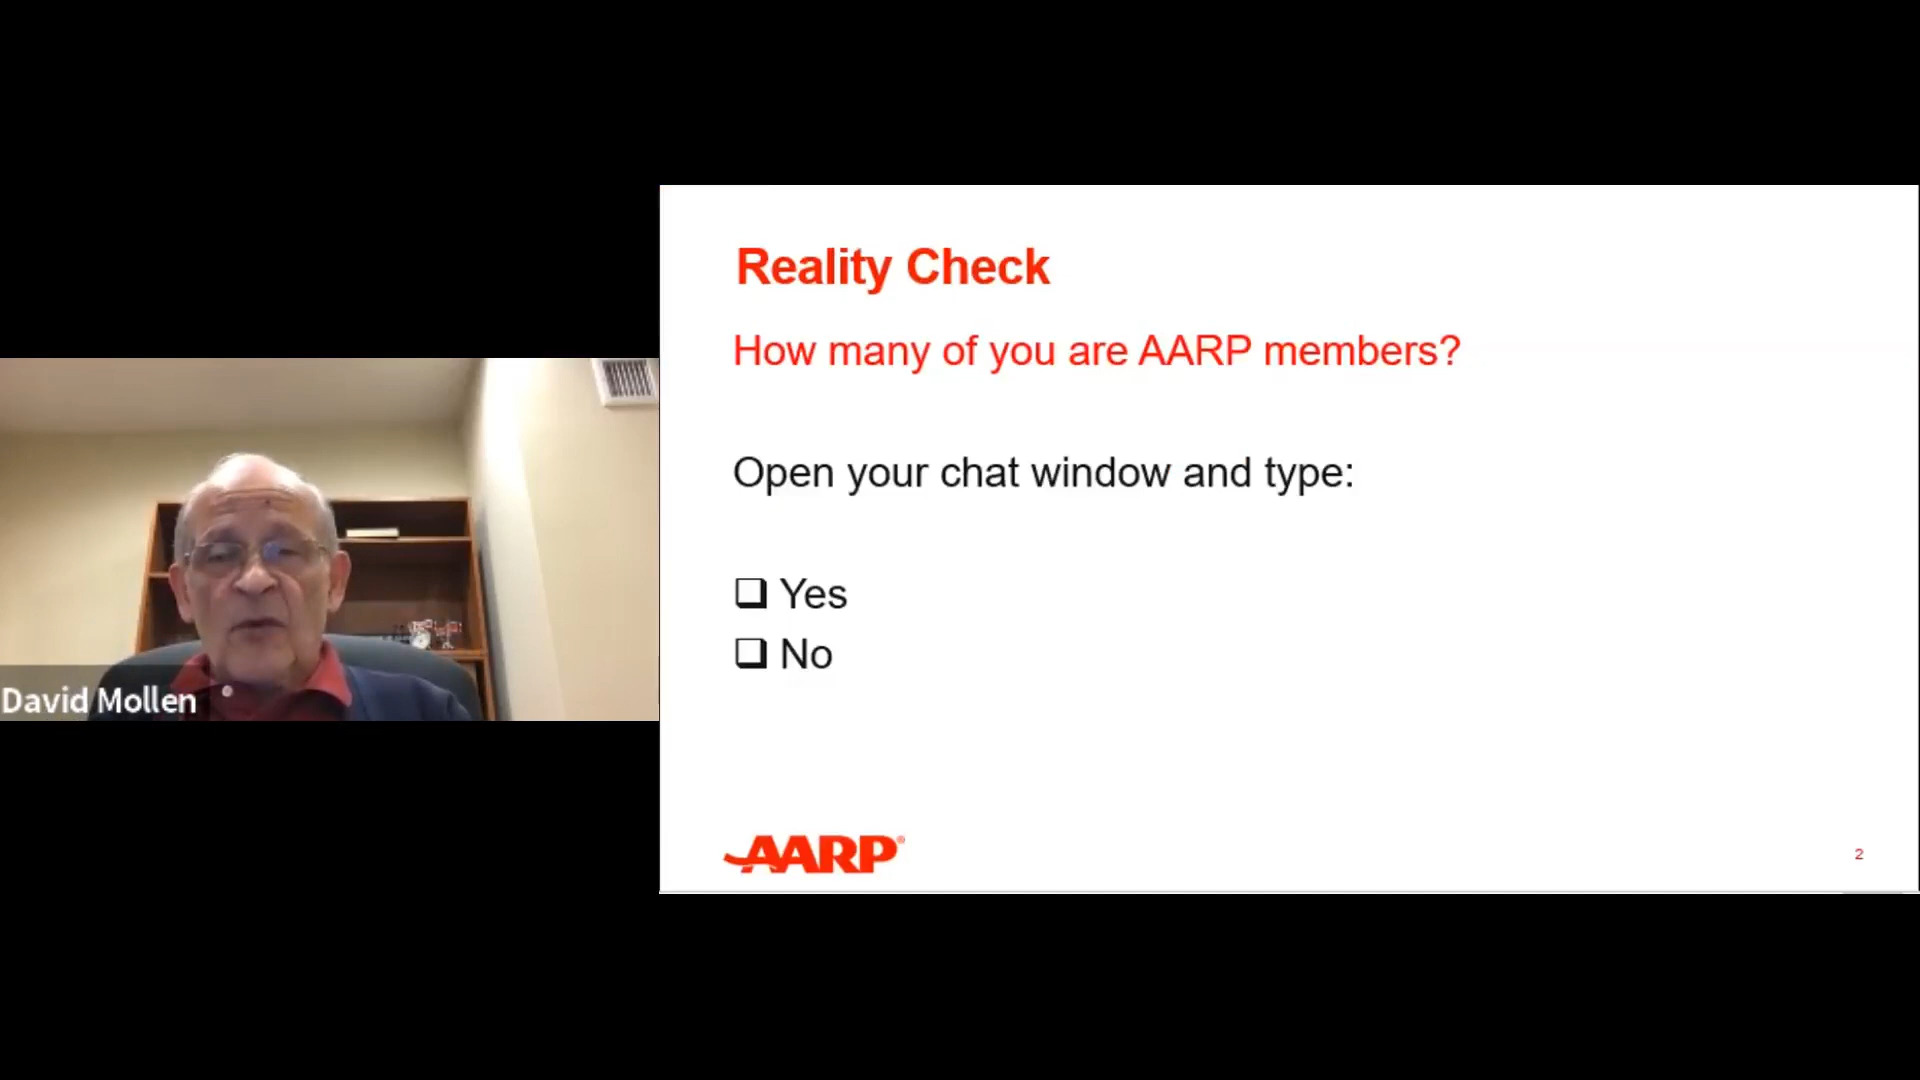 Reality Check
How many of you are AARP members?
Open your chat window and type:
❑ Yes
❑ No
David Mollen
AARP®
2